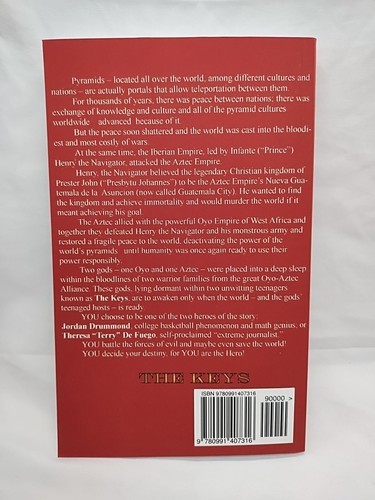 Pyramids – located all over the world, among different cultures and
nations – are actually portals that allow teleportation between them.
For thousands of years, there was peace between nations; there was
exchange of knowledge and culture and all of the pyramid cultures
worldwide advanced because of it.
But the peace soon shattered and the world was cast into the bloodi-
est and most costly of wars.
At the same time, the Iberian Empire, led by Infante ("Prince")
Henry the Navigator, attacked the Aztec Empire.
Henry, the Navigator believed the legendary Christian kingdom of
Prester John ("Presbytu Johannes") to be the Aztec Empire's Nueva Gua-
temala de la Asuncion (now called Guatemala City). He wanted to find
the kingdom and achieve immortality and would murder the world if it
meant achieving his goal.
The Aztec allied with the powerful Oyo Empire of West Africa and
together they defeated Henry the Navigator and his monstrous army and
restored a fragile peace to the world, deactivating the power of the
world's pyramids until humanity was once again ready to use their
power responsibly.
Two gods – one Oyo and one Aztec – were placed into a deep sleep
within the bloodlines of two warrior families from the great Oyo-Aztec
Alliance. These gods, lying dormant within two unwitting teenagers
known as The Keys, are to awaken only when the world – and the gods'
teenaged hosts – is ready.
YOU choose to be one of the two heroes of the story:
Jordan Drummond, college basketball phenomenon and math genius; or
Theresa "Terry" De Fuego, self-proclaimed "extreme journalist."
YOU battle the forces of evil and maybe even save the world!
YOU decide your destiny, for YOU are the Hero!
THE KEYS
ISBN 9780991407316
90000 >
9 780991 407316